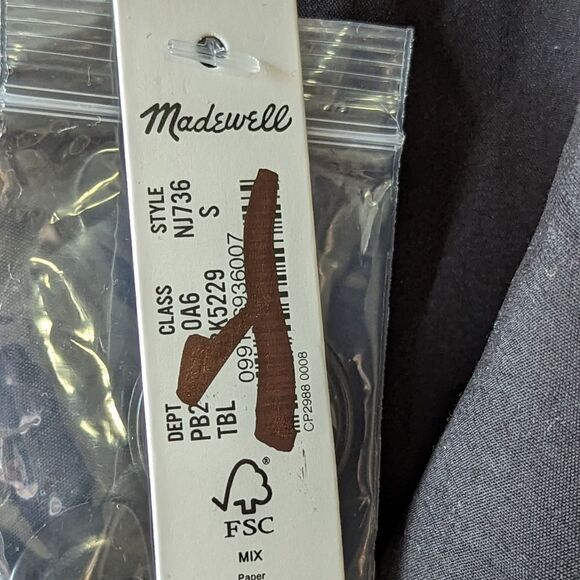 Madewell
DEPT CLASS STYLE
PB2 0A6 NJ736
TBL K5229 S
CP2988 0008
FSC
®
MIX
Paper